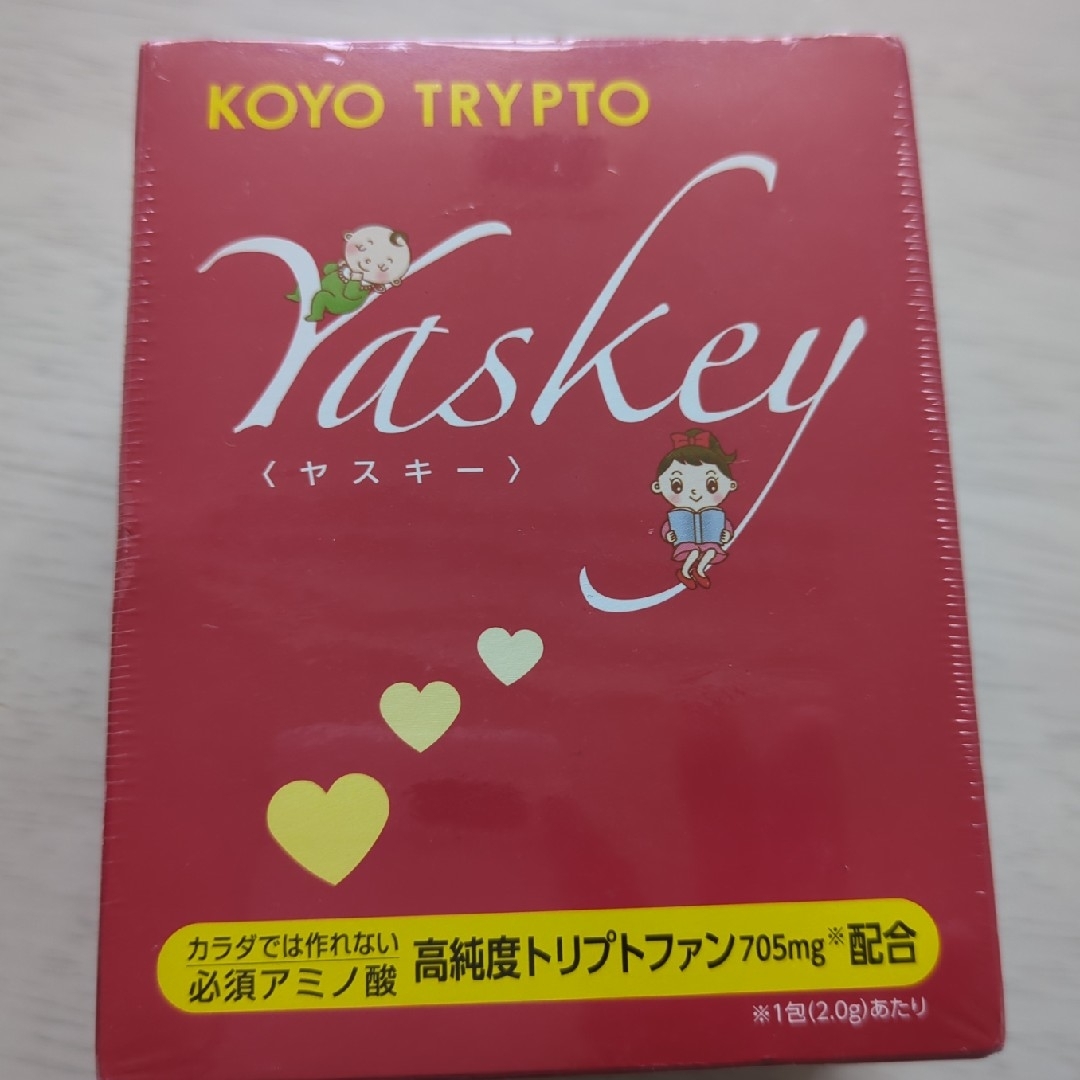 KOYO TRYPTO
Yaskey
〈ヤスキー〉
カラダでは作れない
必須アミノ酸
高純度トリプトファン705mg※配合
※1包(2.0g)あたり